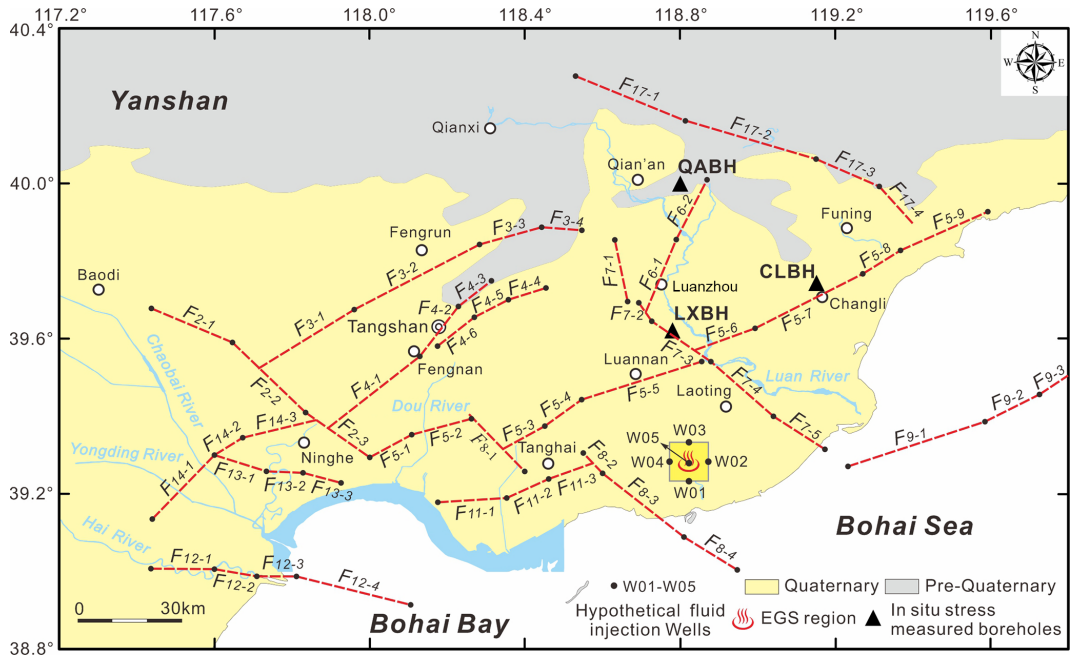 117.2° 117.6° 118.0° 118.4° 118.8° 119.2° 119.6°
40.4°
40.0°
39.6°
39.2°
38.8°
N
W E
S
Yanshan
F17-1
F17-2
F17-3
F17-4
Qianxi
Qian'an
QABH
F6-2
F6-1
Funing
F5-9
F5-8
Fengrun
F3-4
F3-3
F3-2
F3-1
Baodi
F2-1
F4-3
F4-4
F4-5
F4-2
F4-6
Tangshan
Fengnan
F7-1
F7-2
Luanzhou
CLBH
Changli
LXBH
F5-7
F5-6
F7-3
Luannan
F5-5
Laoting
F7-4
F7-5
Luan River
Chaobai River
F2-2
F4-1
F2-3
Dou River
F5-1
F5-2
F5-3
F5-4
F8-1
F14-3
F14-2
F14-1
Ninghe
Yongding River
F13-1
F13-2
F13-3
Hai River
Tanghai
F8-2
F8-3
F8-4
F11-1
F11-2
F11-3
W03
W05
W04
W02
W01
F9-3
F9-2
F9-1
Bohai Sea
F12-1
F12-2
F12-3
F12-4
Bohai Bay
0 30km
W01-W05
Hypothetical fluid
injection Wells
Quaternary
Pre-Quaternary
EGS region
In situ stress
measured boreholes